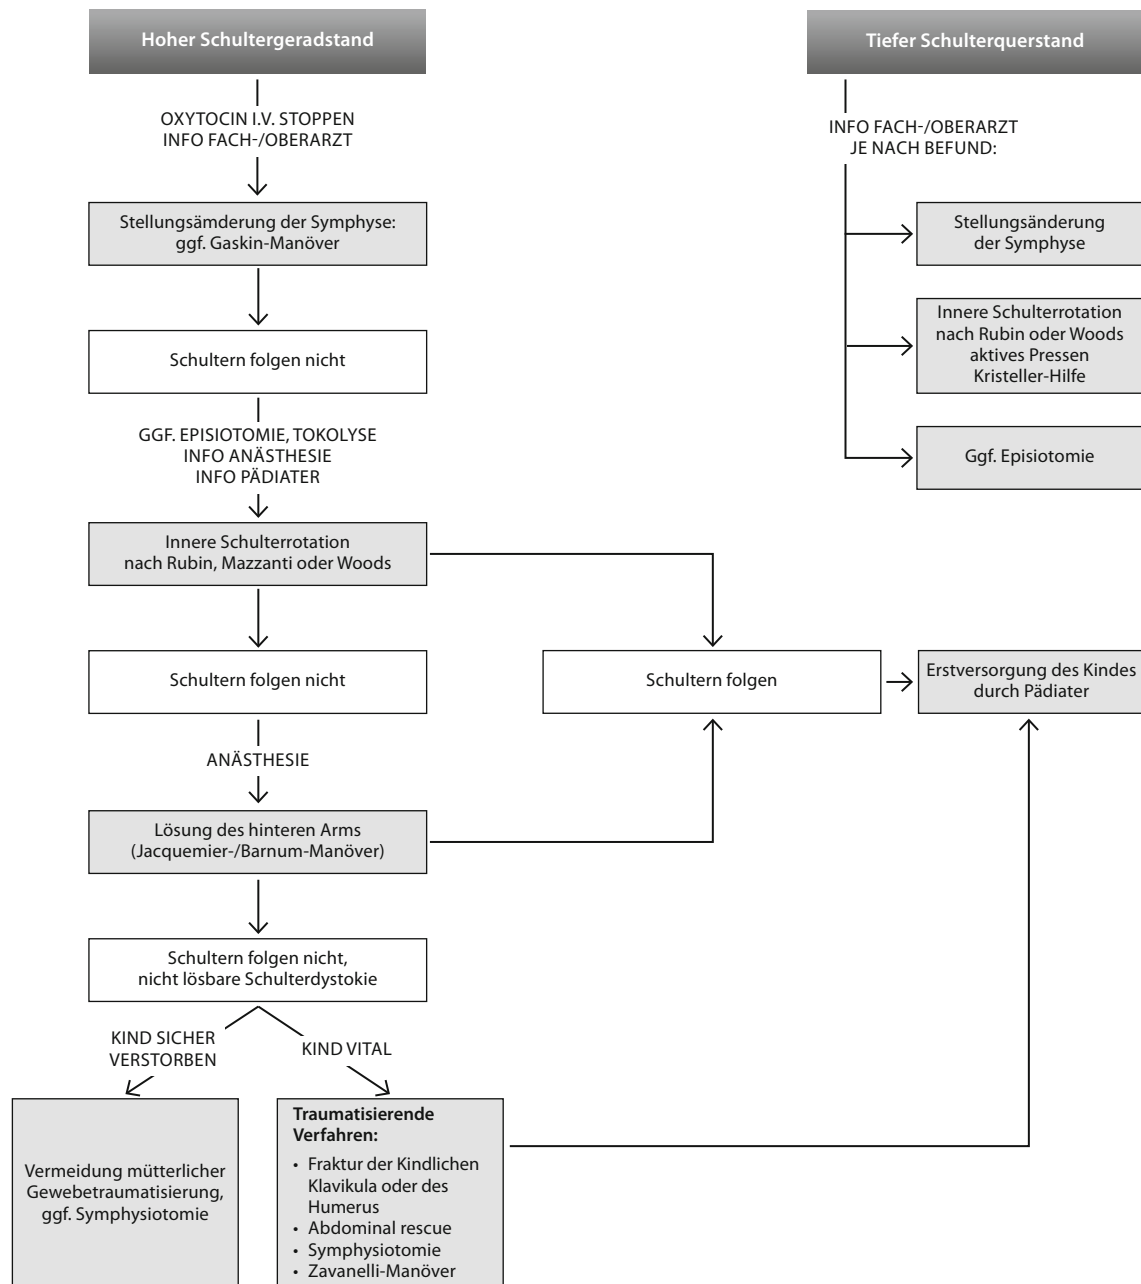 Hoher Schultergeradstand
OXYTOCIN I.V. STOPPEN
INFO FACH-/OBERARZT
Stellungsämderung der Symphyse:
ggf. Gaskin-Manöver
Schultern folgen nicht
GGF. EPISIOTOMIE, TOKOLYSE
INFO ANÄSTHESIE
INFO PÄDIATER
Innere Schulterrotation
nach Rubin, Mazzanti oder Woods
Schultern folgen nicht
ANÄSTHESIE
Lösung des hinteren Arms
(Jacquemier-/Barnum-Manöver)
Schultern folgen nicht,
nicht lösbare Schulterdystokie
KIND SICHER
VERSTORBEN
KIND VITAL
Vermeidung mütterlicher
Gewebetraumatisierung,
ggf. Symphysiotomie
Traumatisierende
Verfahren:
• Fraktur der Kindlichen
Klavikula oder des
Humerus
• Abdominal rescue
• Symphysiotomie
• Zavanelli-Manöver
Schultern folgen
Erstversorgung des Kindes
durch Pädiater
Tiefer Schulterquerstand
INFO FACH-/OBERARZT
JE NACH BEFUND:
Stellungsänderung
der Symphyse
Innere Schulterrotation
nach Rubin oder Woods
aktives Pressen
Kristeller-Hilfe
Ggf. Episiotomie